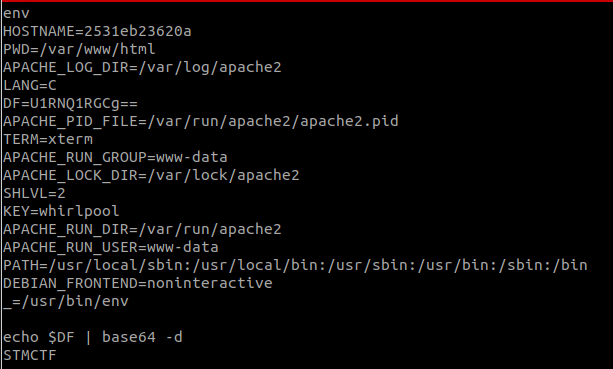 env
HOSTNAME=2531eb23620a
PWD=/var/www/html
APACHE_LOG_DIR=/var/log/apache2
LANG=C
DF=U1RNQ1RGCg==
APACHE_PID_FILE=/var/run/apache2/apache2.pid
TERM=xterm
APACHE_RUN_GROUP=www-data
APACHE_LOCK_DIR=/var/lock/apache2
SHLVL=2
KEY=whirlpool
APACHE_RUN_DIR=/var/run/apache2
APACHE_RUN_USER=www-data
PATH=/usr/local/sbin:/usr/local/bin:/usr/sbin:/usr/bin:/sbin:/bin
DEBIAN_FRONTEND=noninteractive
_=/usr/bin/env
echo $DF | base64 -d
STMCTF